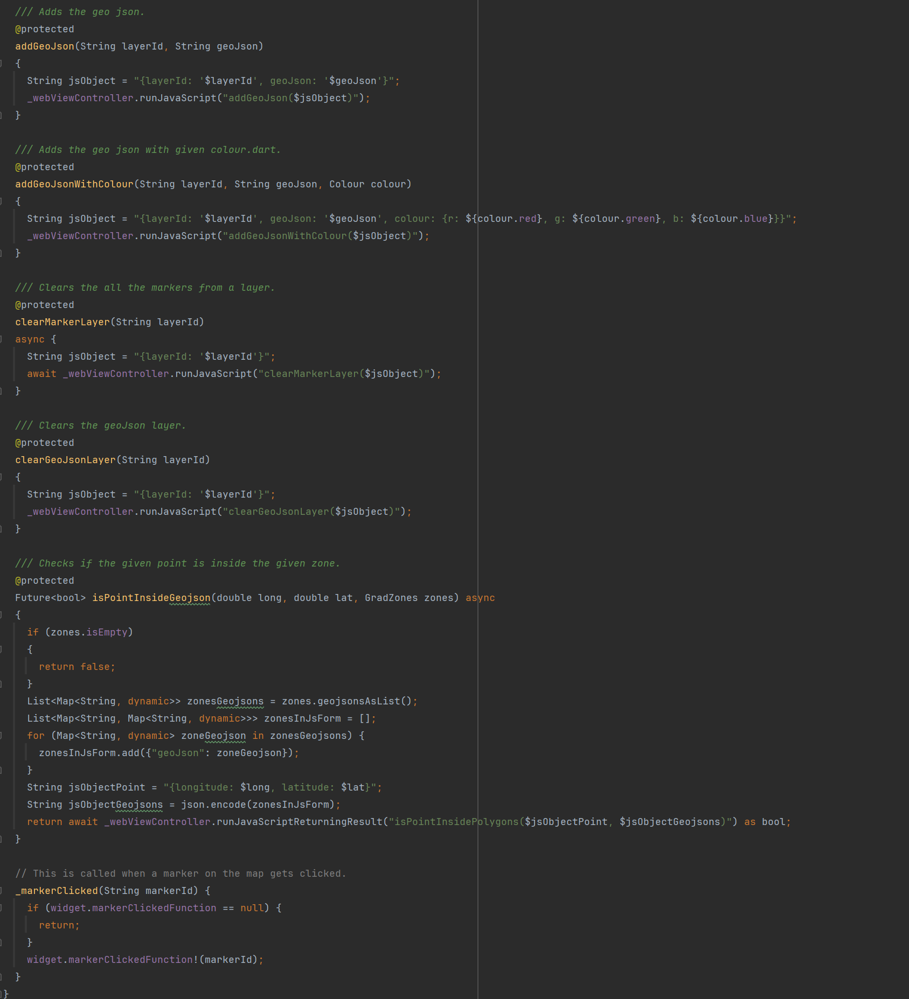 /// Adds the geo json.
@protected
addGeoJson(String layerId, String geoJson)
{
String jsObject = "{layerId: '$layerId', geoJson: '$geoJson'}";
_webViewController.runJavaScript("addGeoJson($jsObject)");
}
/// Adds the geo json with given colour.dart.
@protected
addGeoJsonWithColour(String layerId, String geoJson, Colour colour)
{
String jsObject = "{layerId: '$layerId', geoJson: '$geoJson', colour: {r: ${colour.red}, g: ${colour.green}, b: ${colour.blue}}}";
_webViewController.runJavaScript("addGeoJsonWithColour($jsObject)");
}
/// Clears the all the markers from a layer.
@protected
clearMarkerLayer(String layerId)
async {
String jsObject = "{layerId: '$layerId'}";
await _webViewController.runJavaScript("clearMarkerLayer($jsObject)");
}
/// Clears the geoJson layer.
@protected
clearGeoJsonLayer(String layerId)
{
String jsObject = "{layerId: '$layerId'}";
_webViewController.runJavaScript("clearGeoJsonLayer($jsObject)");
}
/// Checks if the given point is inside the given zone.
@protected
Future<bool> isPointInsideGeojson(double long, double lat, GradZones zones) async
{
if (zones.isEmpty)
{
return false;
}
List<Map<String, dynamic>> zonesGeojsons = zones.geojsonsAsList();
List<Map<String, Map<String, dynamic>>> zonesInJsForm = [];
for (Map<String, dynamic> zoneGeojson in zonesGeojsons) {
zonesInJsForm.add({"geoJson": zoneGeojson});
}
String jsObjectPoint = "{longitude: $long, latitude: $lat}";
String jsObjectGeojsons = json.encode(zonesInJsForm);
return await _webViewController.runJavaScriptReturningResult("isPointInsidePolygons($jsObjectPoint, $jsObjectGeojsons)") as bool;
}
// This is called when a marker on the map gets clicked.
_markerClicked(String markerId) {
if (widget.markerClickedFunction == null) {
return;
}
widget.markerClickedFunction!(markerId);
}
}